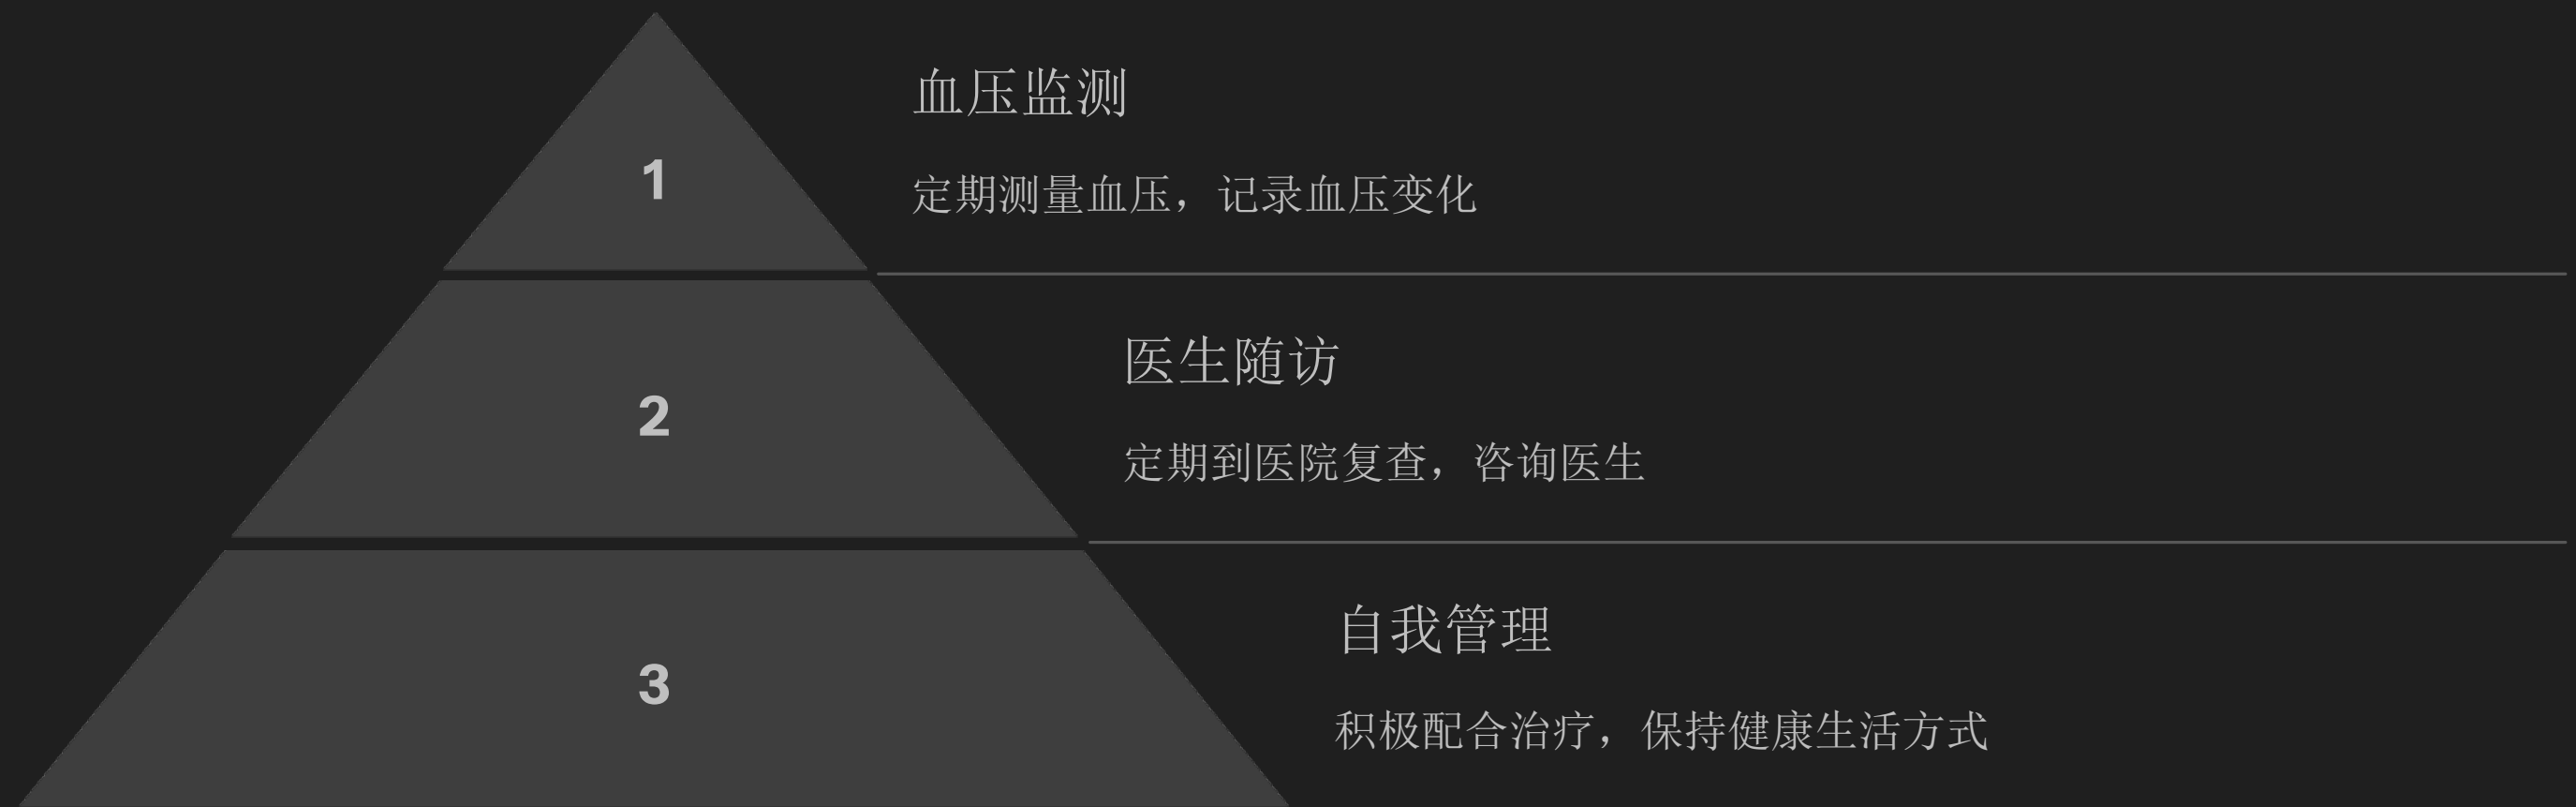 1
血压监测
定期测量血压，记录血压变化
2
医生随访
定期到医院复查，咨询医生
3
自我管理
积极配合治疗，保持健康生活方式